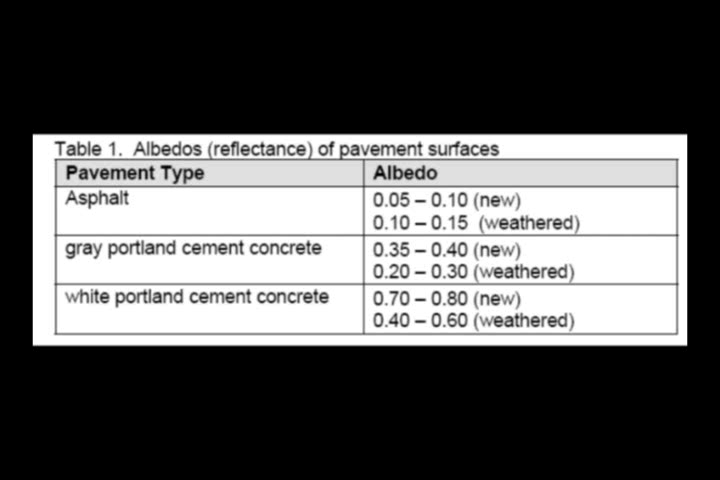 Table 1. Albedos (reflectance) of pavement surfaces
Pavement Type Albedo
Asphalt 0.05 – 0.10 (new)
0.10 – 0.15 (weathered)
gray portland cement concrete 0.35 – 0.40 (new)
0.20 – 0.30 (weathered)
white portland cement concrete 0.70 – 0.80 (new)
0.40 – 0.60 (weathered)